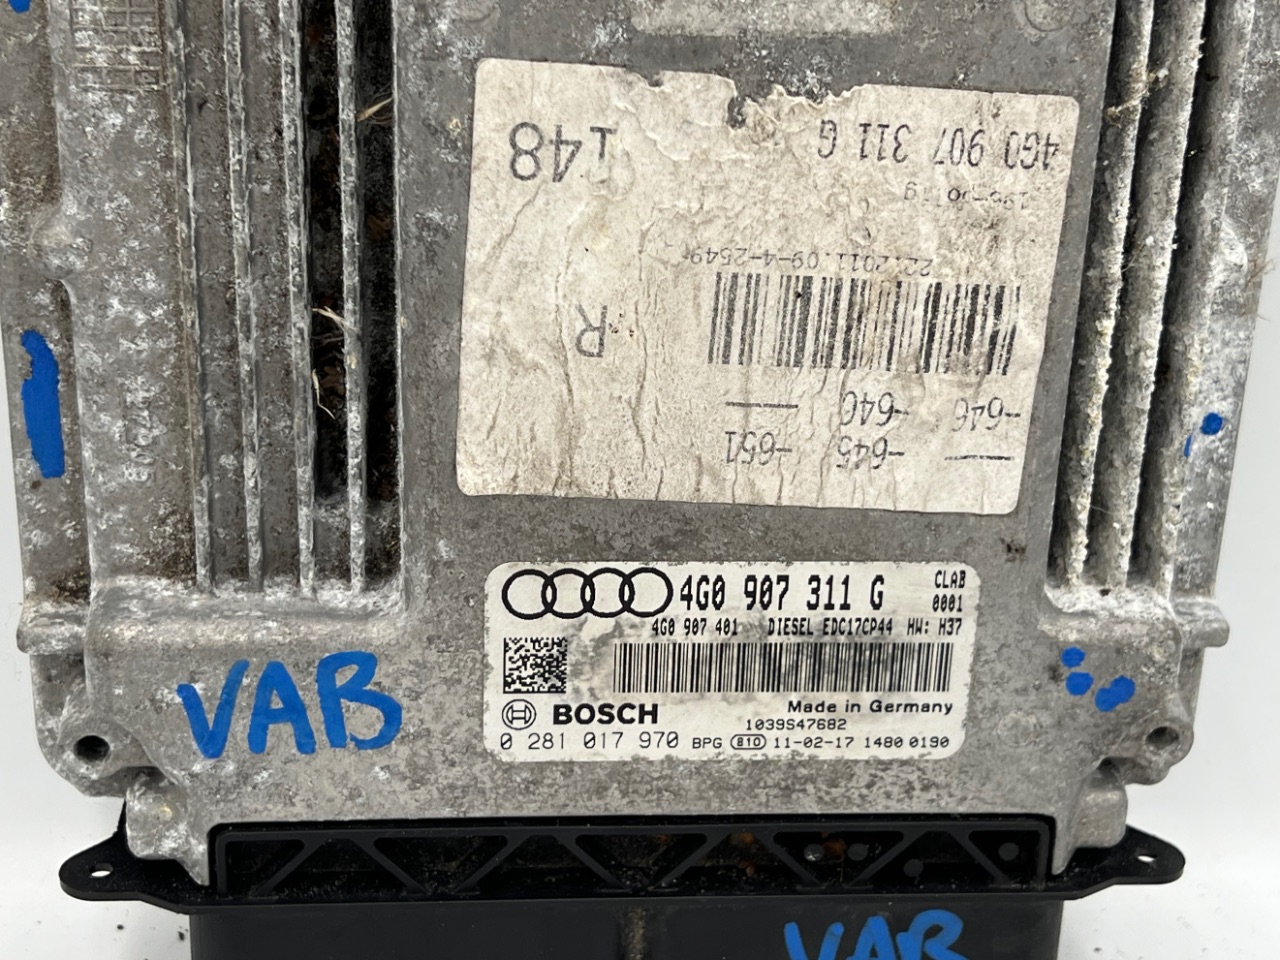 4G0 907 311 G
148
22.2011.09-4-2549
R
-646 -640
-645 -651
4G0 907 311 G
CLAB
0001
4G0 907 401 DIESEL EDC17CP44 HW: H37
BOSCH
Made in Germany
1039S47682
0 281 017 970 BPG 810 11-02-17 1480 0190
VAB
VAB